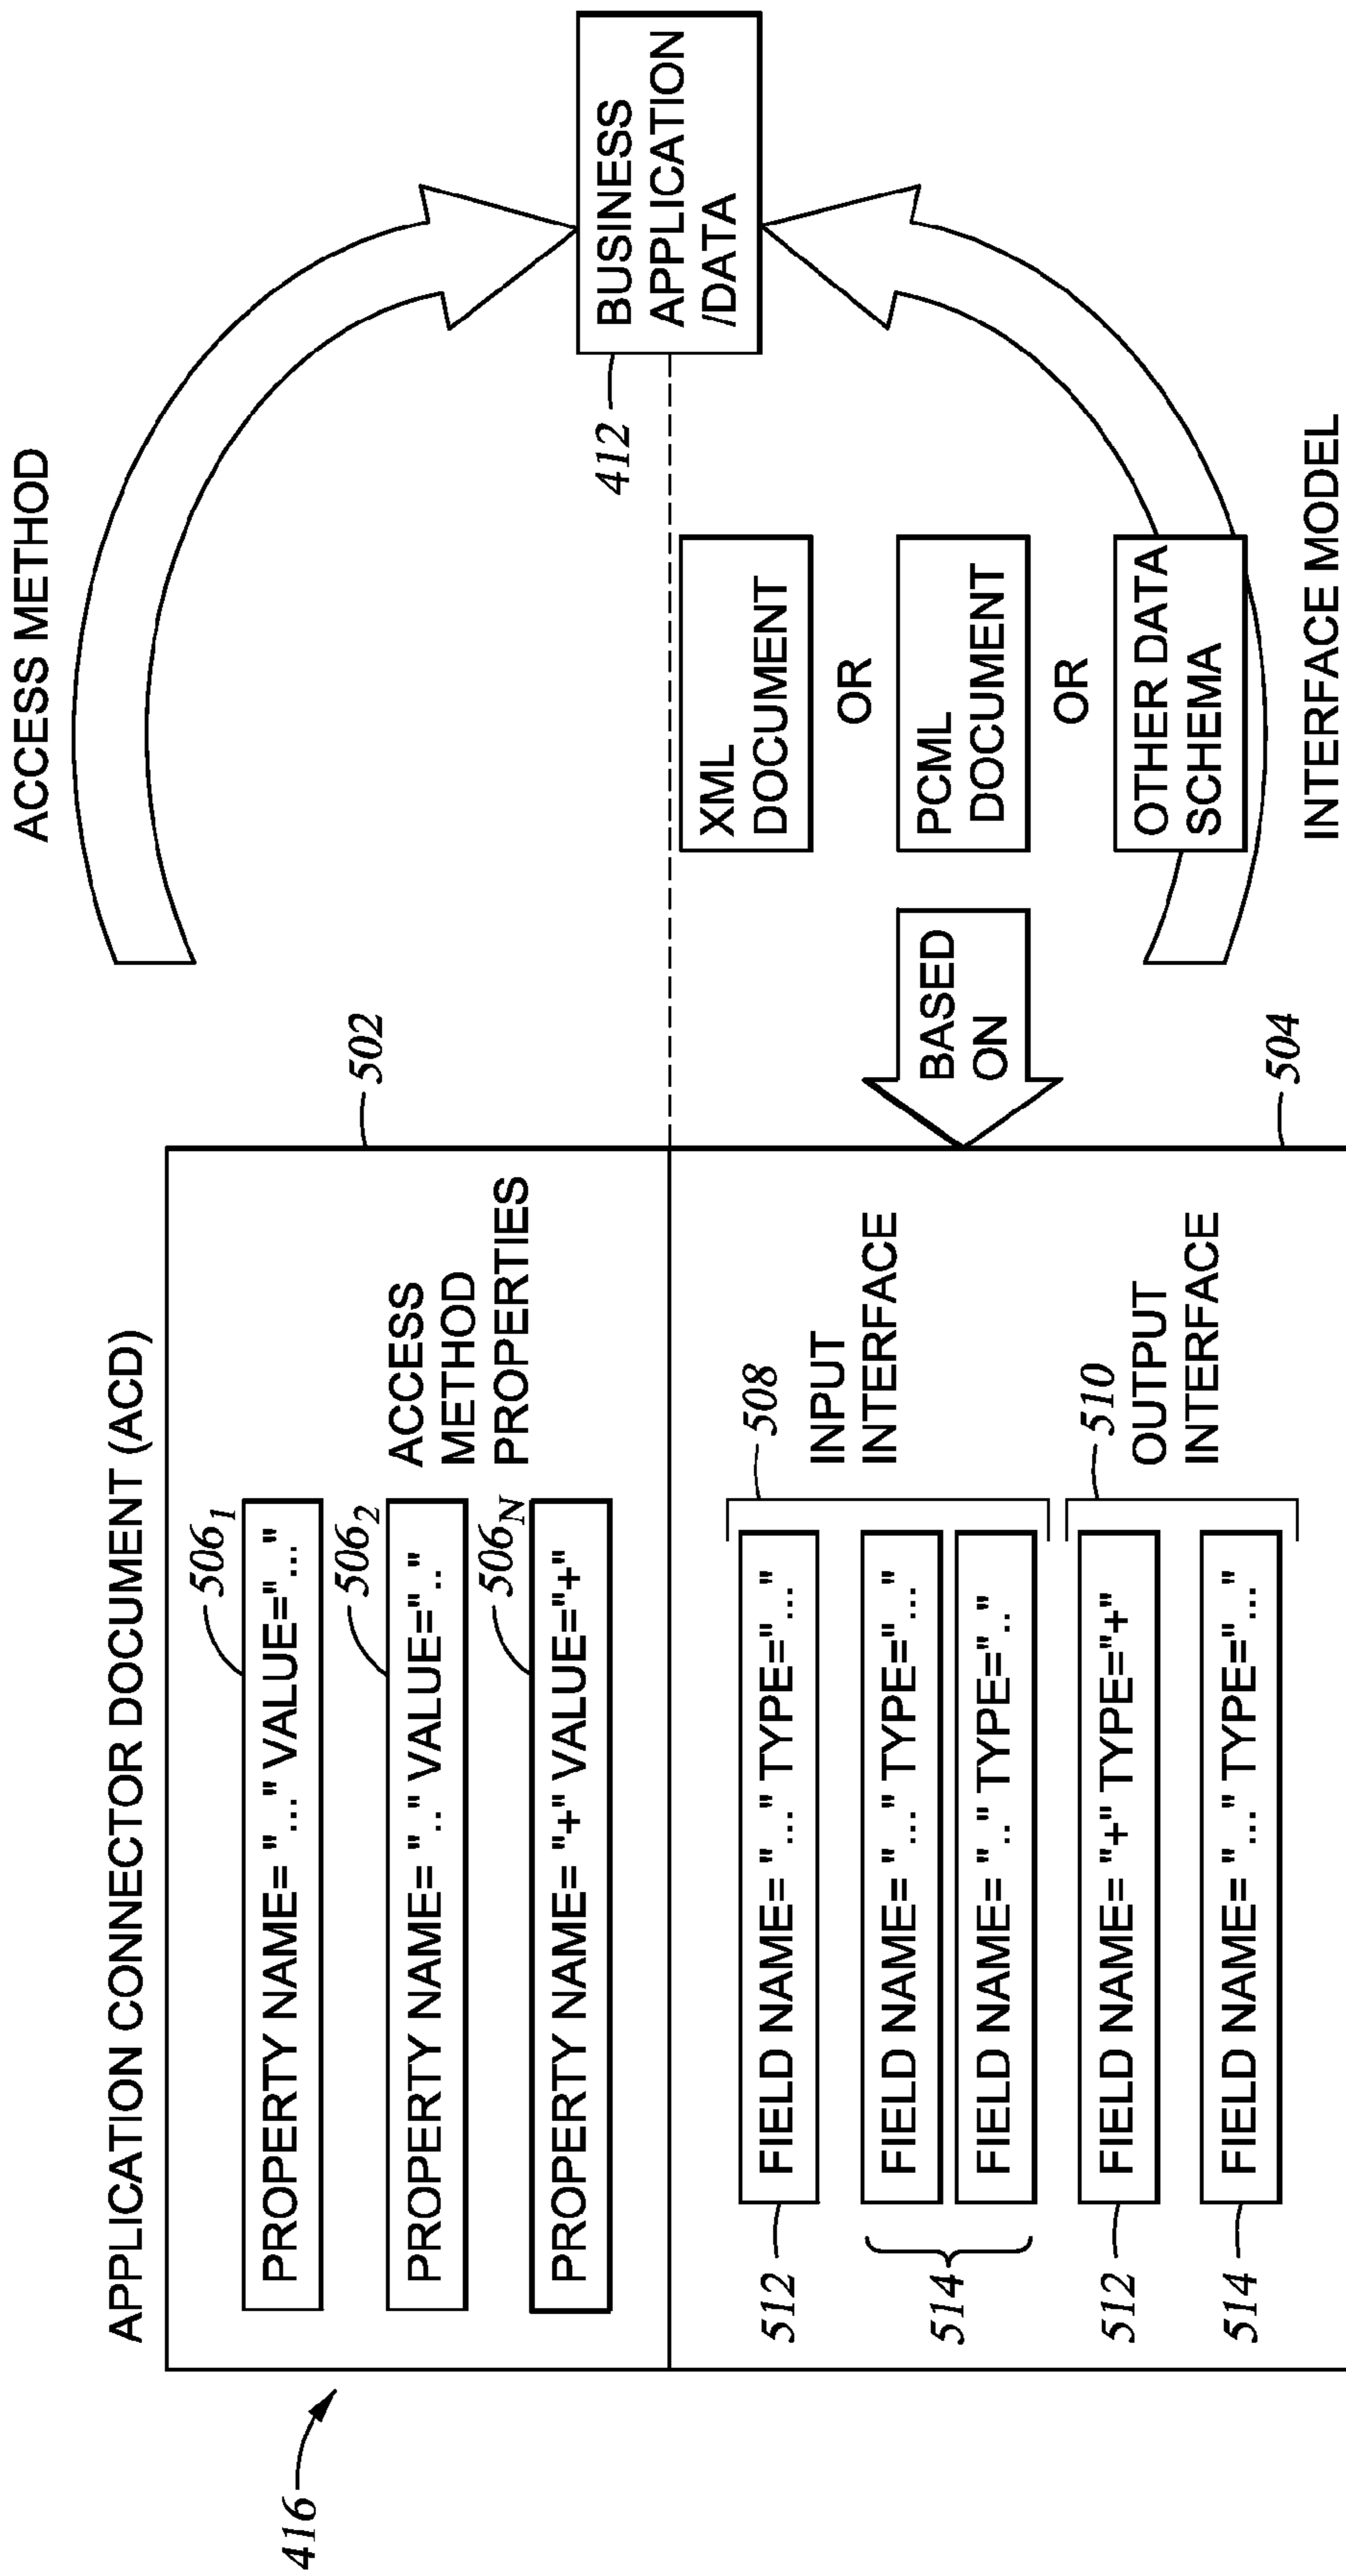 APPLICATION CONNECTOR DOCUMENT (ACD)
416
502
PROPERTY NAME= "..." VALUE="..."
506₁
PROPERTY NAME= ".." VALUE=".."
506₂
PROPERTY NAME= "+" VALUE="+"
506N
ACCESS
METHOD
PROPERTIES
ACCESS METHOD
BUSINESS
APPLICATION
/DATA
412
512
FIELD NAME= "..." TYPE="..."
508
514
FIELD NAME= "..." TYPE="..."
FIELD NAME= ".." TYPE=".."
INPUT
INTERFACE
512
FIELD NAME= "+" TYPE="+"
510
514
FIELD NAME= "..." TYPE="..."
OUTPUT
INTERFACE
504
BASED
ON
XML
DOCUMENT
OR
PCML
DOCUMENT
OR
OTHER DATA
SCHEMA
INTERFACE MODEL